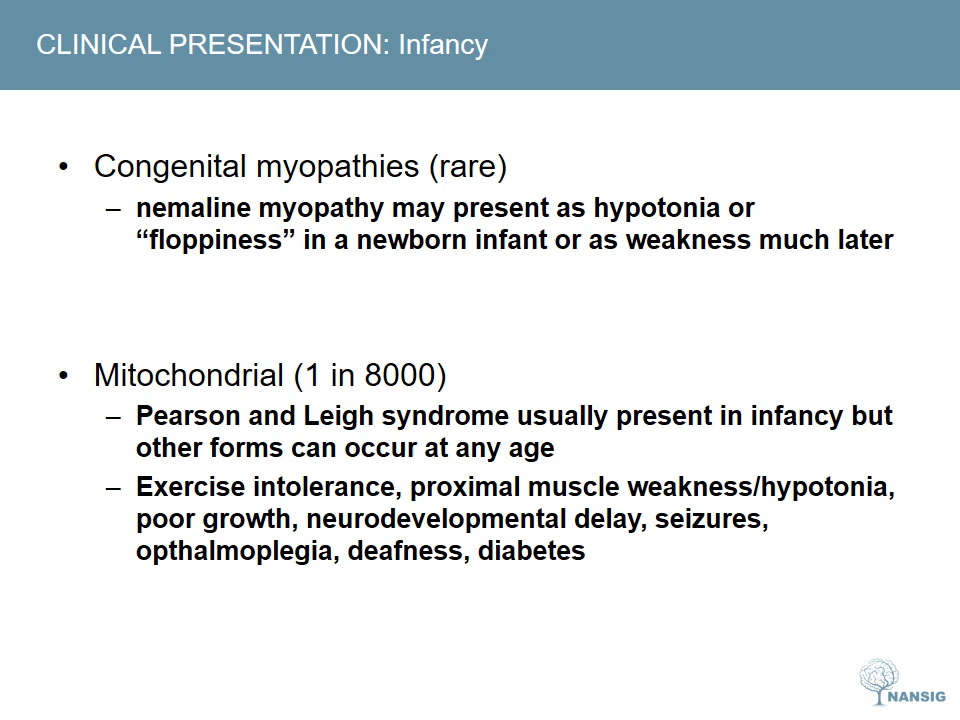 CLINICAL PRESENTATION: Infancy
• Congenital myopathies (rare)
– nemaline myopathy may present as hypotonia or
“floppiness” in a newborn infant or as weakness much later
• Mitochondrial (1 in 8000)
– Pearson and Leigh syndrome usually present in infancy but
other forms can occur at any age
– Exercise intolerance, proximal muscle weakness/hypotonia,
poor growth, neurodevelopmental delay, seizures,
opthalmoplegia, deafness, diabetes
NANSIG